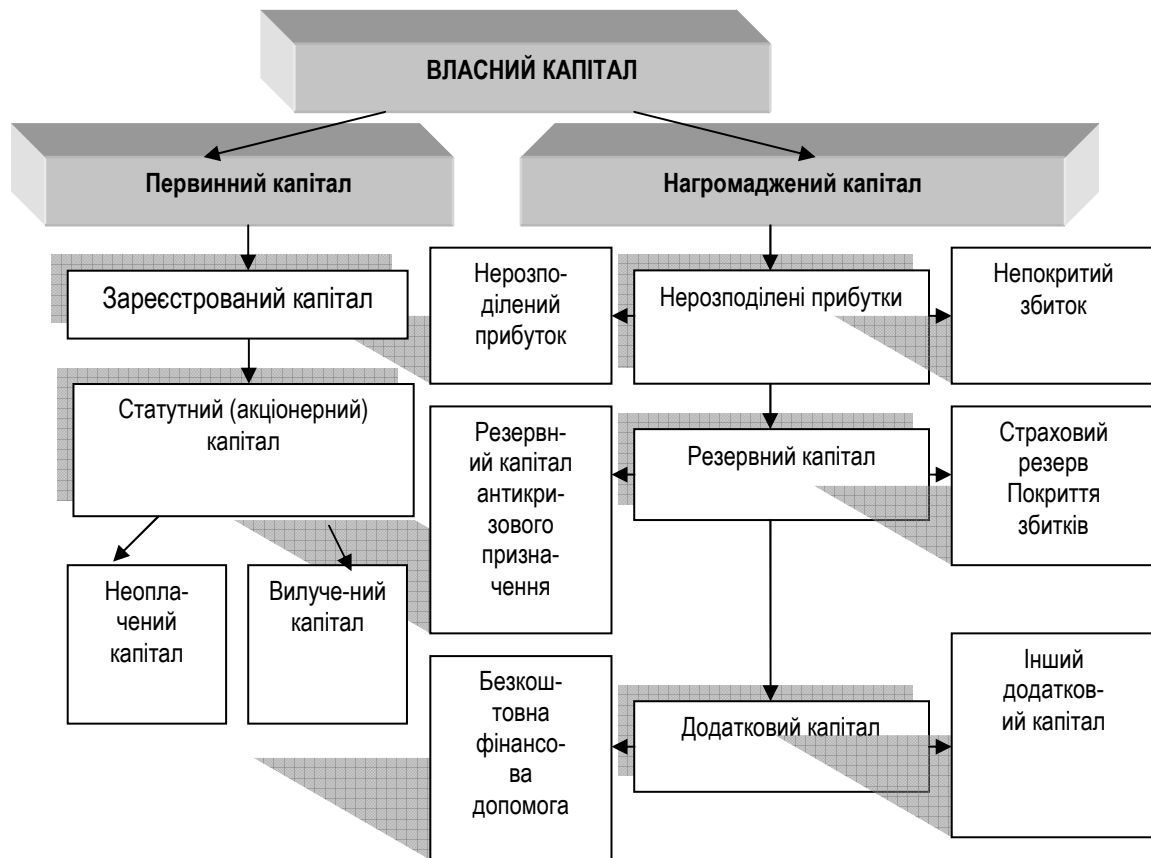 ВЛАСНИЙ КАПІТАЛ
Первинний капітал
Нагромаджений капітал
Зареєстрований капітал
Статутний (акціонерний)
капітал
Неопла-
чений
капітал
Вилуче-ний
капітал
Нерозпо-
ділений
прибуток
Нерозподілені прибутки
Непокритий
збиток
Резервн-
ий капітал
антикри-
зового
призна-
чення
Резервний капітал
Страховий
резерв
Покриття
збитків
Безкош-
товна
фінансо-
ва
допомога
Додатковий капітал
Інший
додатков-
ий капітал